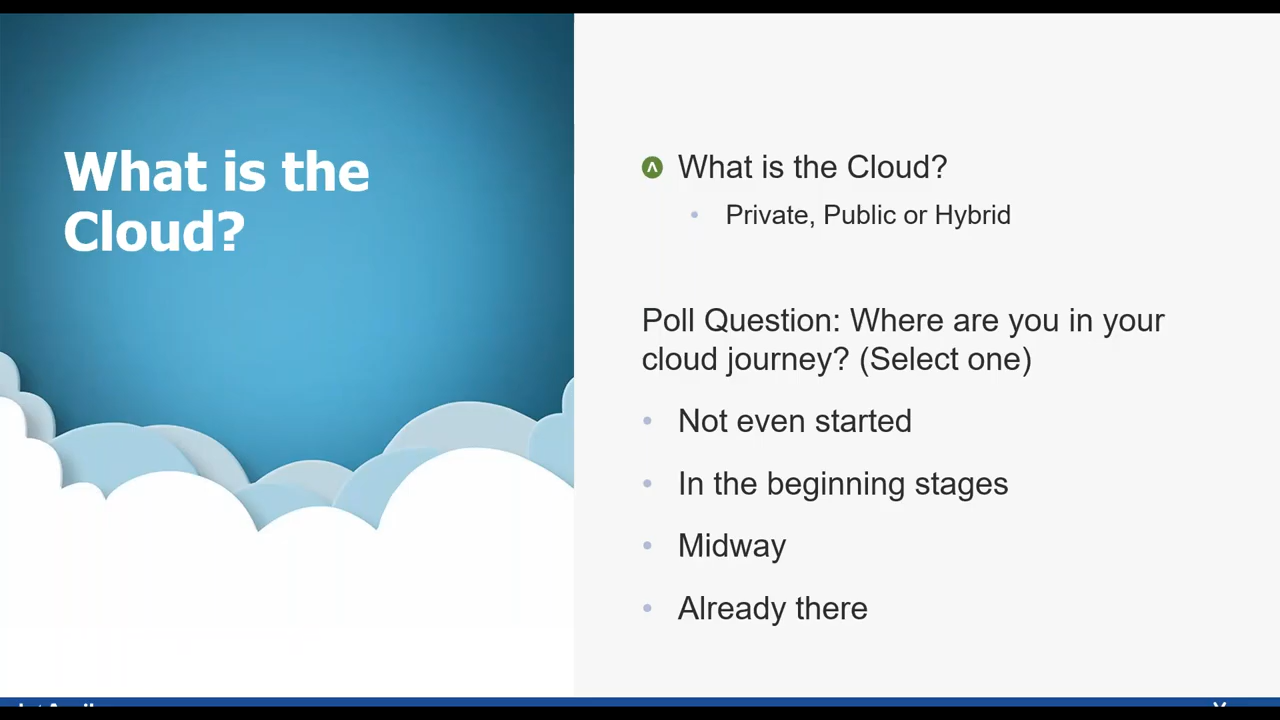 What is the
Cloud?
What is the Cloud?
Private, Public or Hybrid
Poll Question: Where are you in your
cloud journey? (Select one)
Not even started
In the beginning stages
Midway
Already there